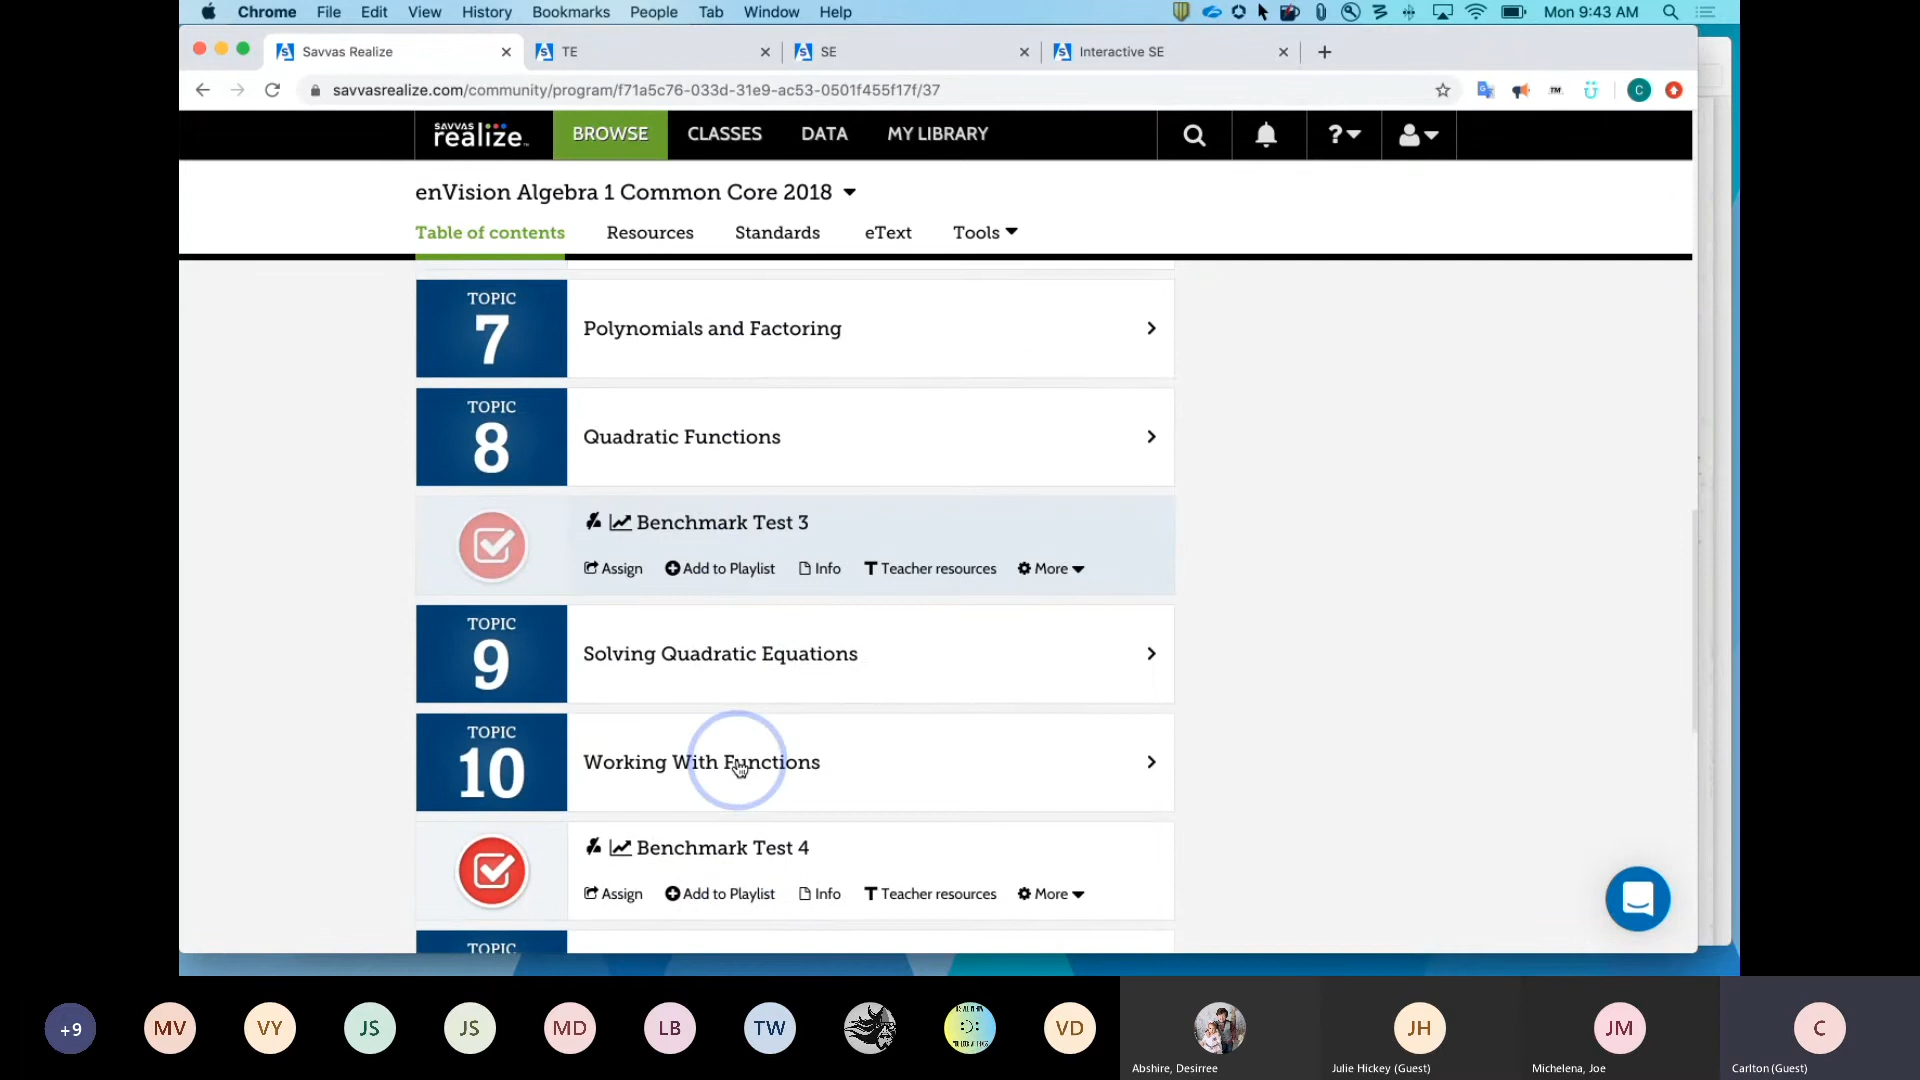 Chrome File Edit View History Bookmarks People Tab Window Help Mon 9:43 AM
Savvas Realize TE SE Interactive SE
savvasrealize.com/community/program/f71a5c76-033d-31e9-ac53-0501f455f17f/37 TM C
SAVVAS realize BROWSE CLASSES DATA MY LIBRARY ?
enVision Algebra 1 Common Core 2018
Table of contents Resources Standards eText Tools
TOPIC
7 Polynomials and Factoring
TOPIC
8 Quadratic Functions
Benchmark Test 3
Assign Add to Playlist Info Teacher resources More
TOPIC
9 Solving Quadratic Equations
TOPIC
10 Working With Functions
Benchmark Test 4
Assign Add to Playlist Info Teacher resources More
TOPIC
+9 MV VY JS JS MD LB TW VD JH JM C
Abshire, Desirree Julie Hickey (Guest) Michelena, Joe Carlton (Guest)